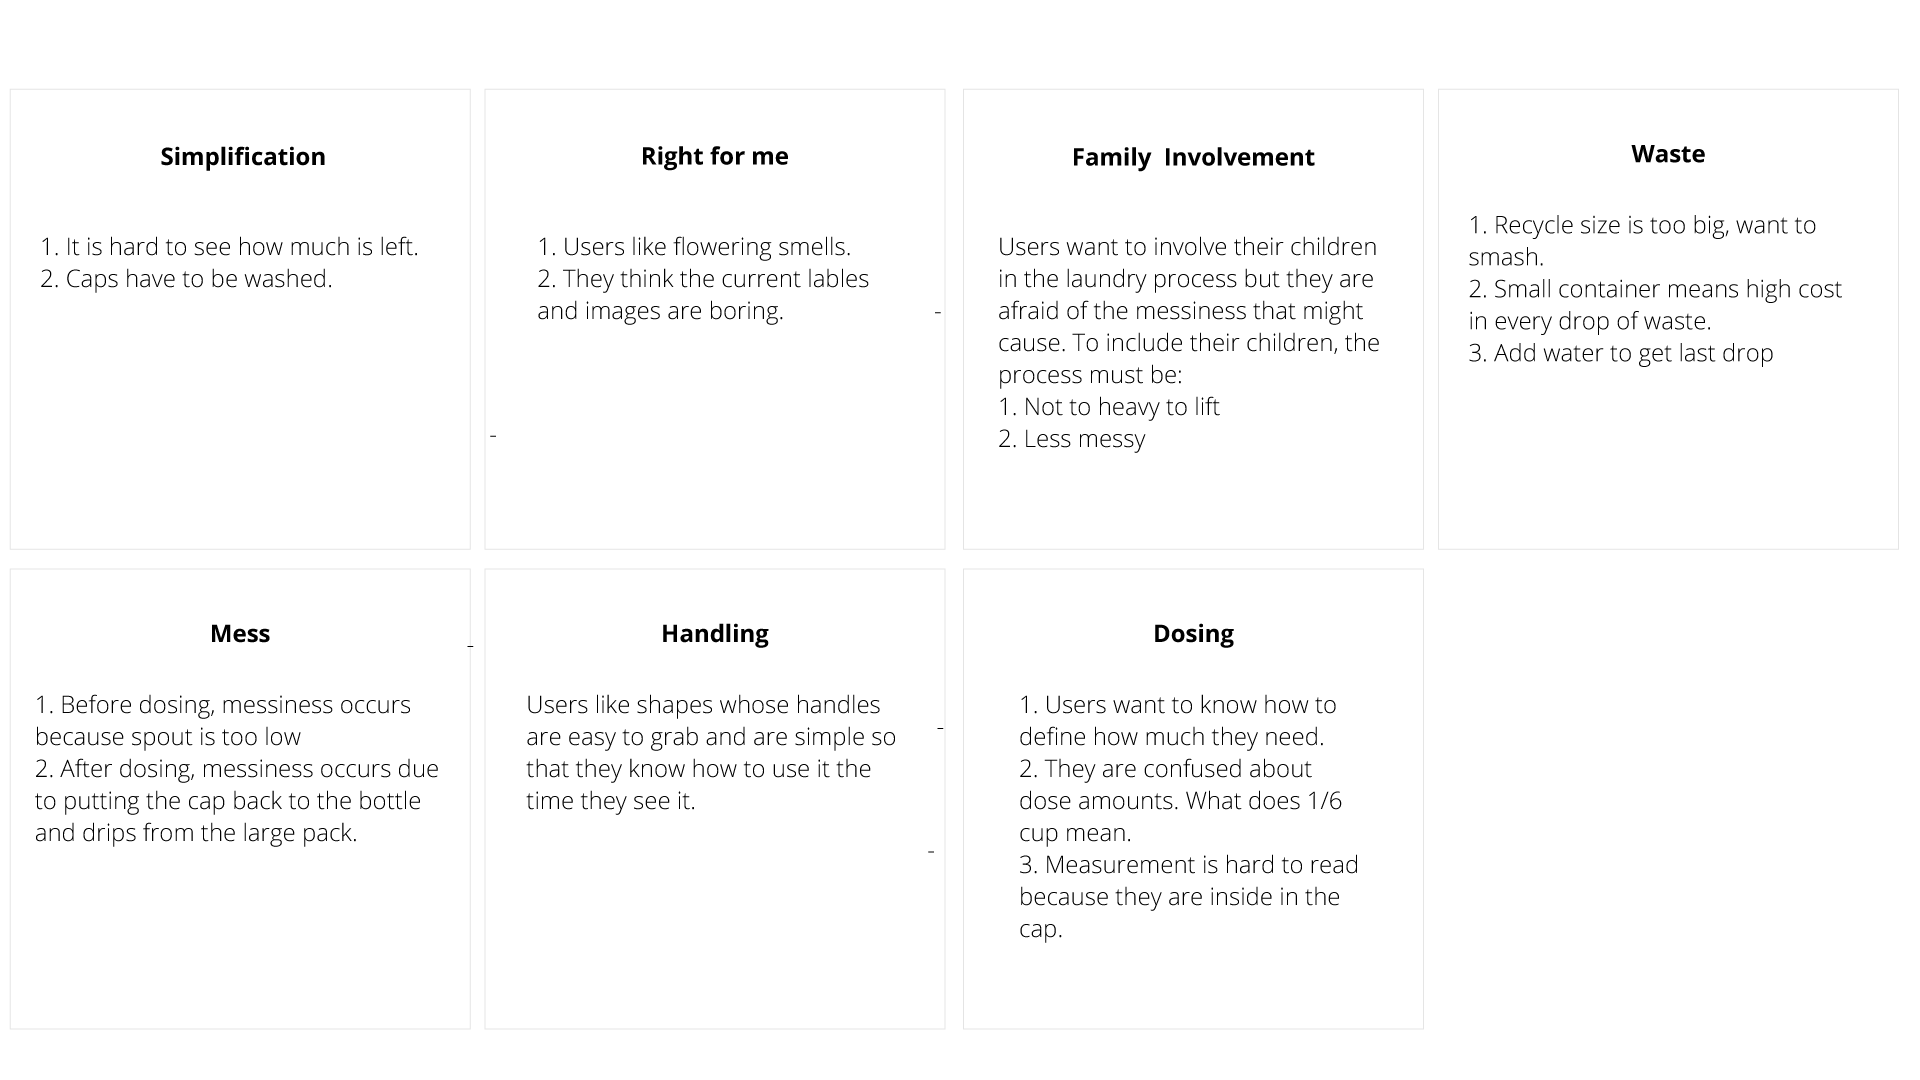 Simplification
1. It is hard to see how much is left.
2. Caps have to be washed.
Right for me
1. Users like flowering smells.
2. They think the current lables
and images are boring.
-
-
Family  Involvement
Users want to involve their children
in the laundry process but they are
afraid of the messiness that might
cause. To include their children, the
process must be:
1. Not to heavy to lift
2. Less messy
Waste
1. Recycle size is too big, want to
smash.
2. Small container means high cost
in every drop of waste.
3. Add water to get last drop
Mess
-
1. Before dosing, messiness occurs
because spout is too low
2. After dosing, messiness occurs due
to putting the cap back to the bottle
and drips from the large pack.
Handling
Users like shapes whose handles
are easy to grab and are simple so
that they know how to use it the
time they see it.
-
-
Dosing
1. Users want to know how to
define how much they need.
2. They are confused about
dose amounts. What does 1/6
cup mean.
3. Measurement is hard to read
because they are inside in the
cap.